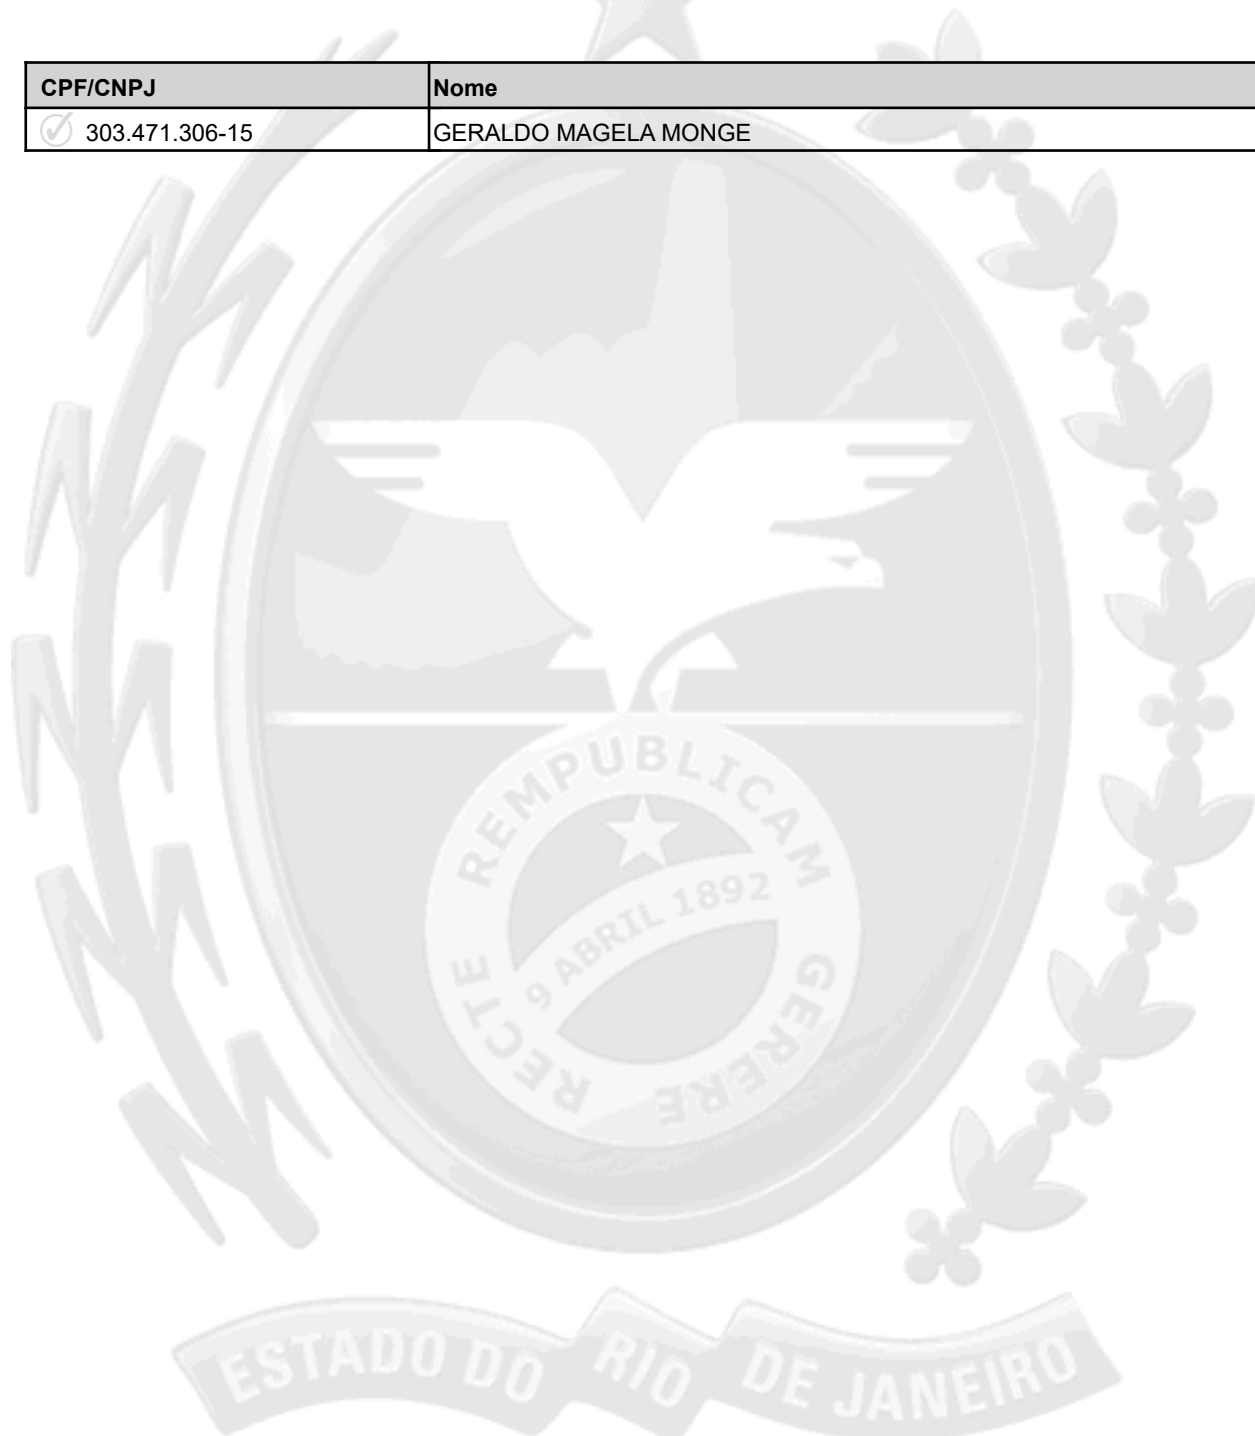 CPF/CNPJ Nome
303.471.306-15 GERALDO MAGELA MONGE
REMPUBLICAM
9 ABRIL 1892
RECTE GERERE
ESTADO DO RIO DE JANEIRO